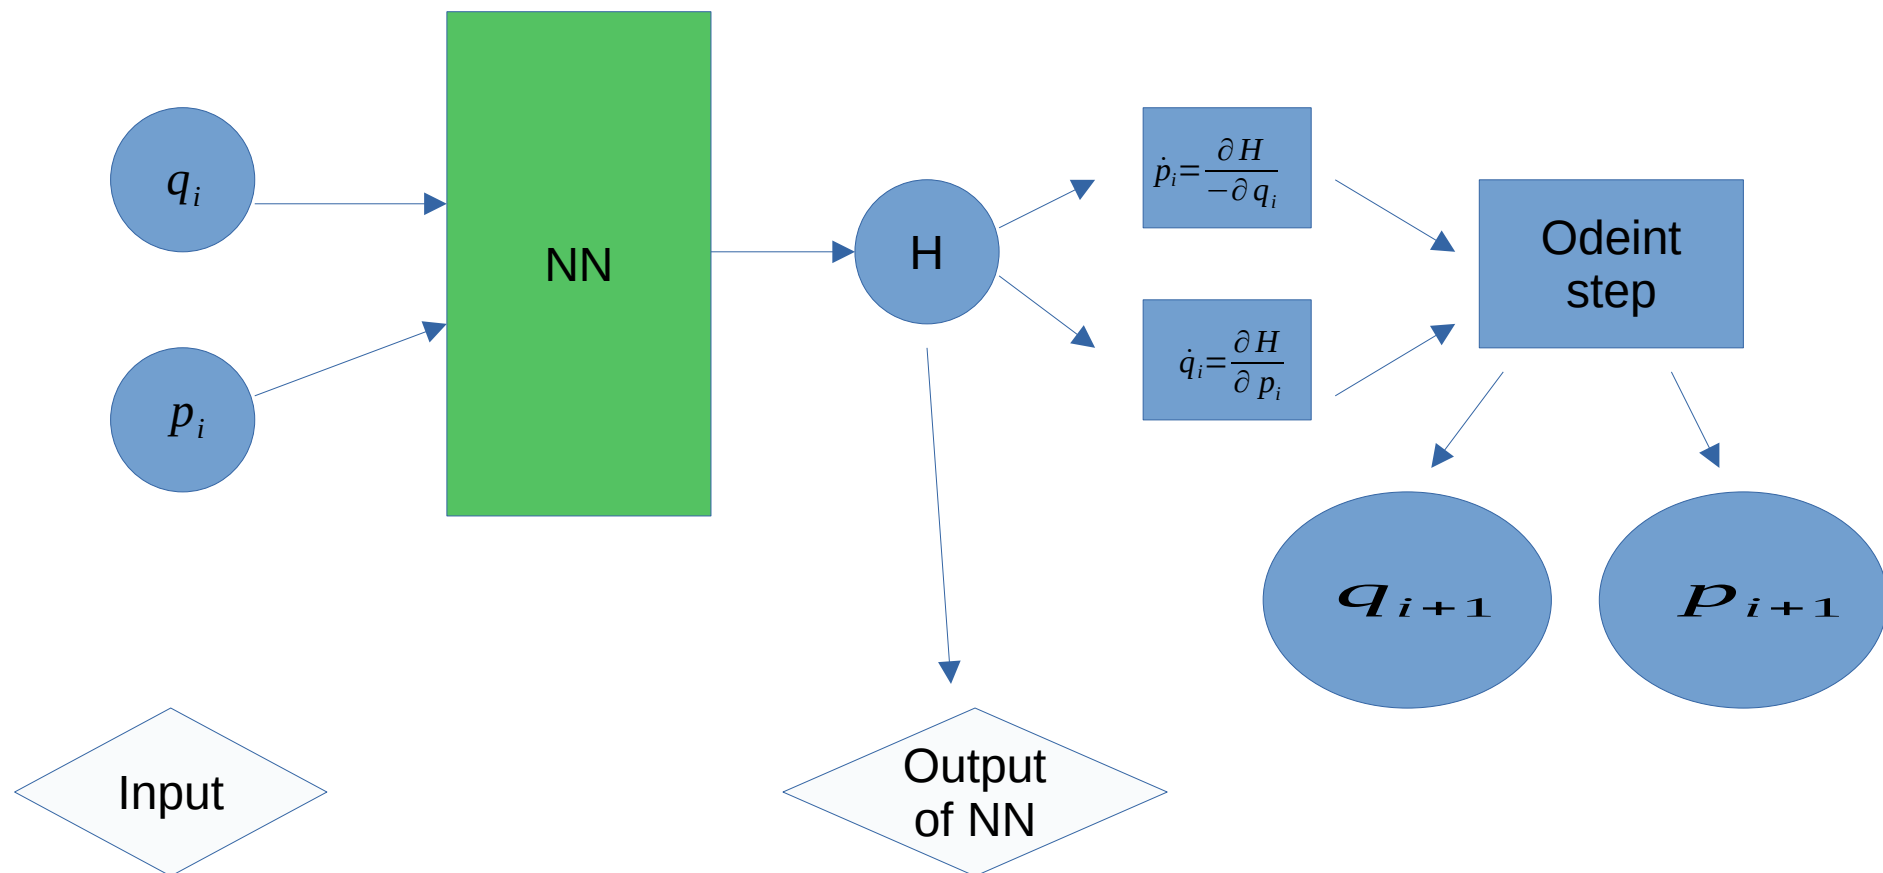 q_i
p_i
NN
H
ṗ_i=∂H/−∂q_i
q̇_i=∂H/∂p_i
Odeint
step
q_{i+1}
p_{i+1}
Input
Output
of NN